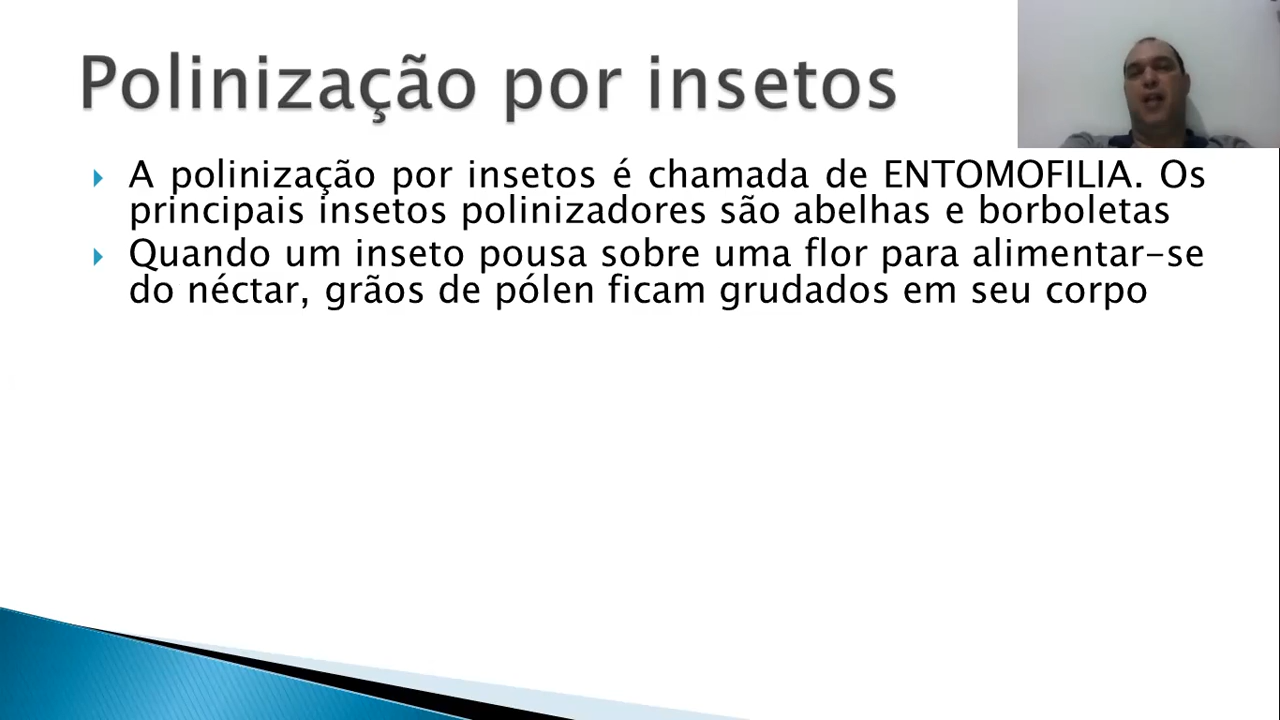 Polinização por insetos
A polinização por insetos é chamada de ENTOMOFILIA. Os
principais insetos polinizadores são abelhas e borboletas
Quando um inseto pousa sobre uma flor para alimentar-se
do néctar, grãos de pólen ficam grudados em seu corpo